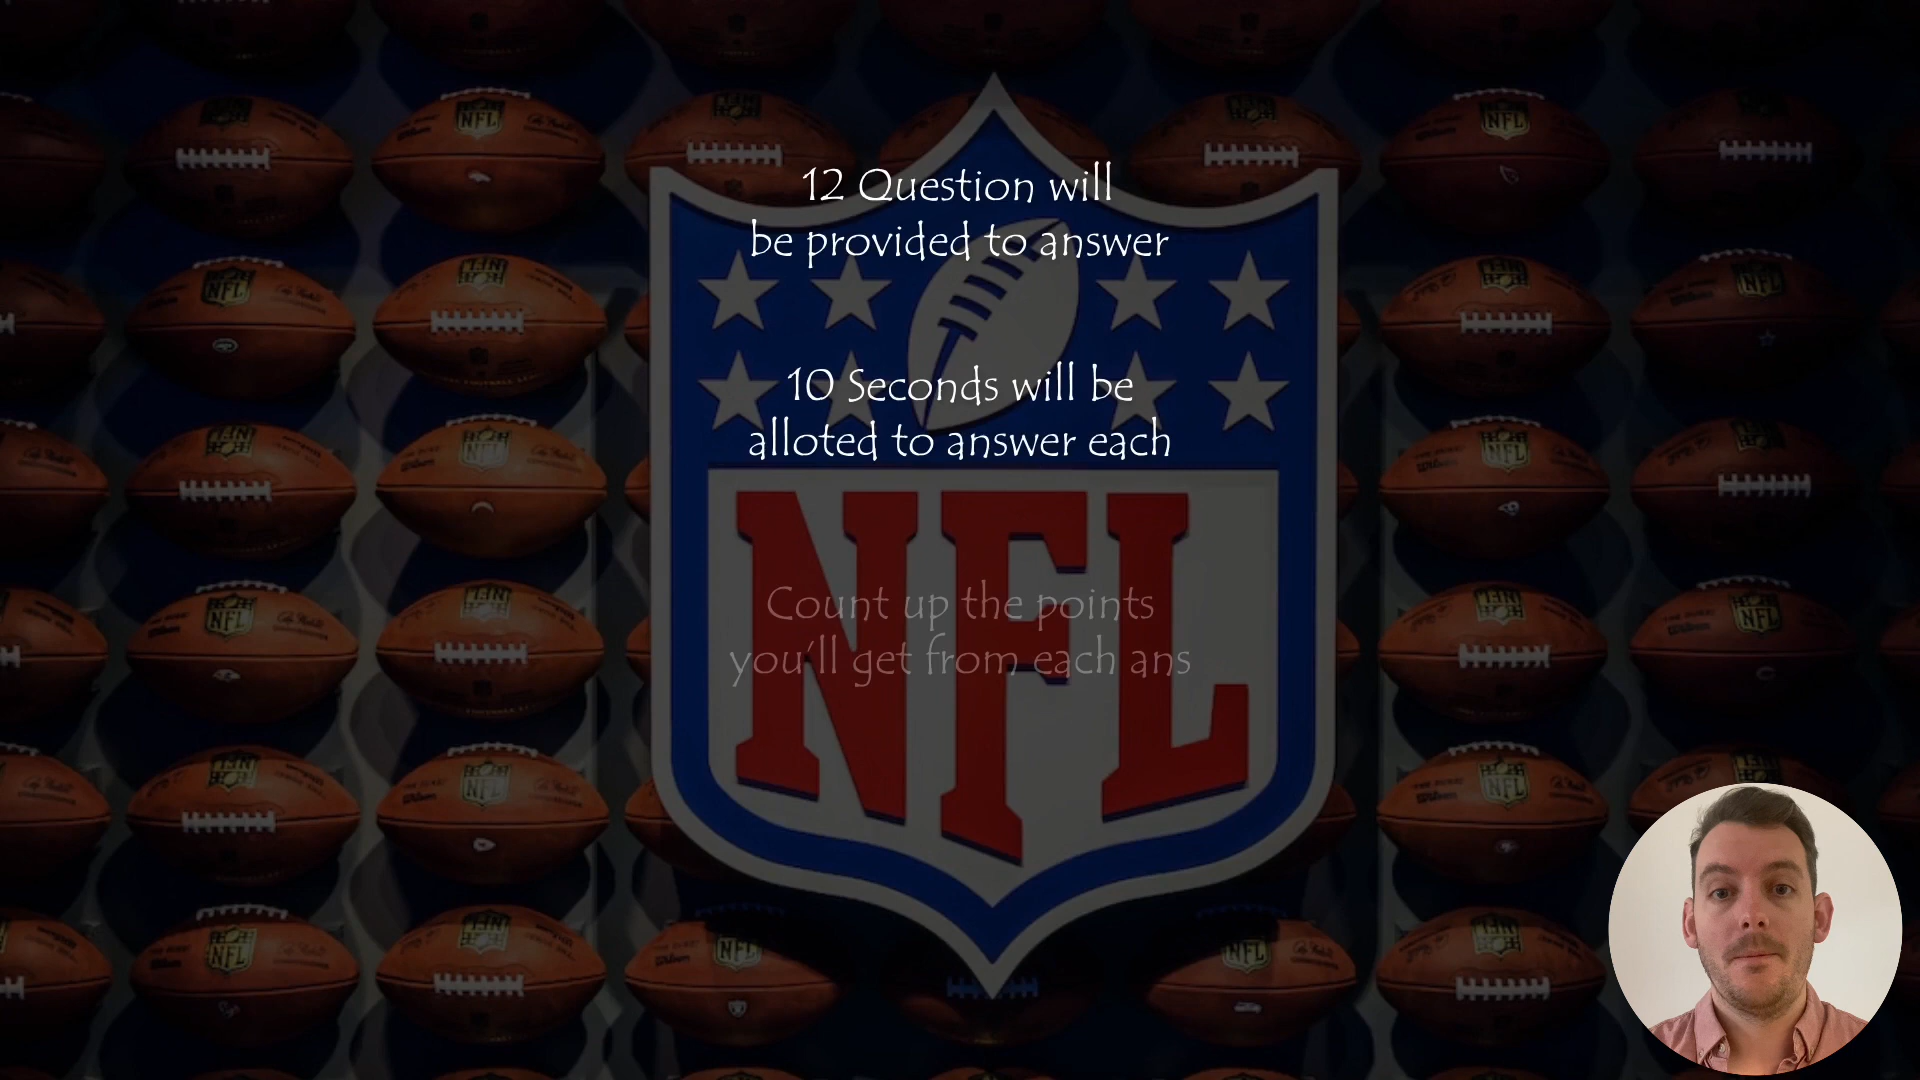 12 Question will
be provided to answer
10 Seconds will be
alloted to answer each
Count up the points
you'll get from each ans
NFL